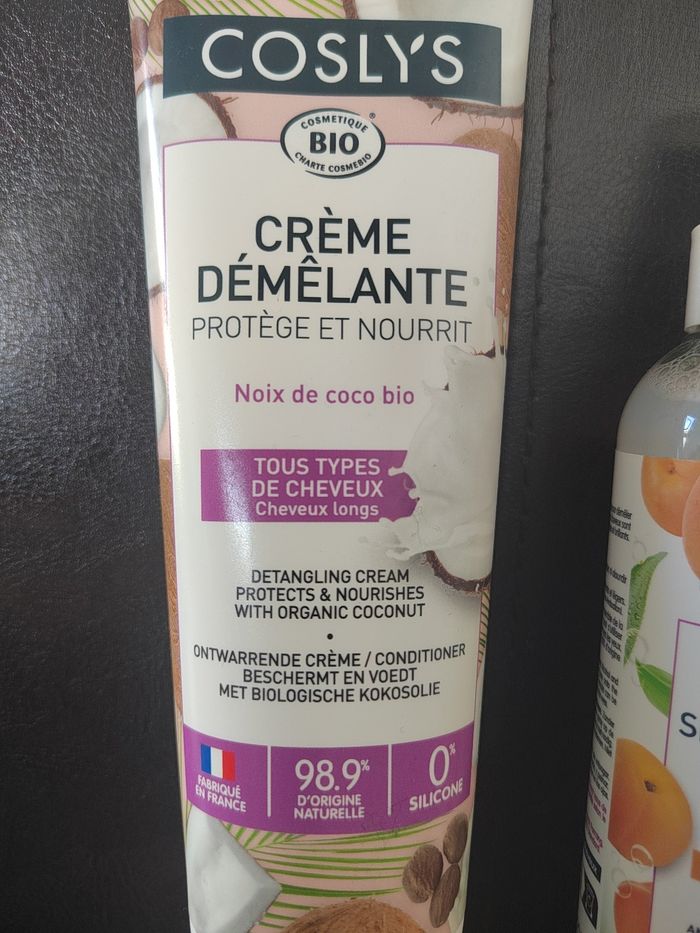 COSLYS
COSMETIQUE
BIO
CHARTE COSMEBIO
®
CRÈME
DÉMÊLANTE
PROTÈGE ET NOURRIT
Noix de coco bio
TOUS TYPES
DE CHEVEUX
Cheveux longs
DETANGLING CREAM
PROTECTS & NOURISHES
WITH ORGANIC COCONUT
•
ONTWARRENDE CRÈME / CONDITIONER
BESCHERMT EN VOEDT
MET BIOLOGISCHE KOKOSOLIE
FABRIQUÉ
EN FRANCE
98.9%
D'ORIGINE
NATURELLE
0%
SILICONE